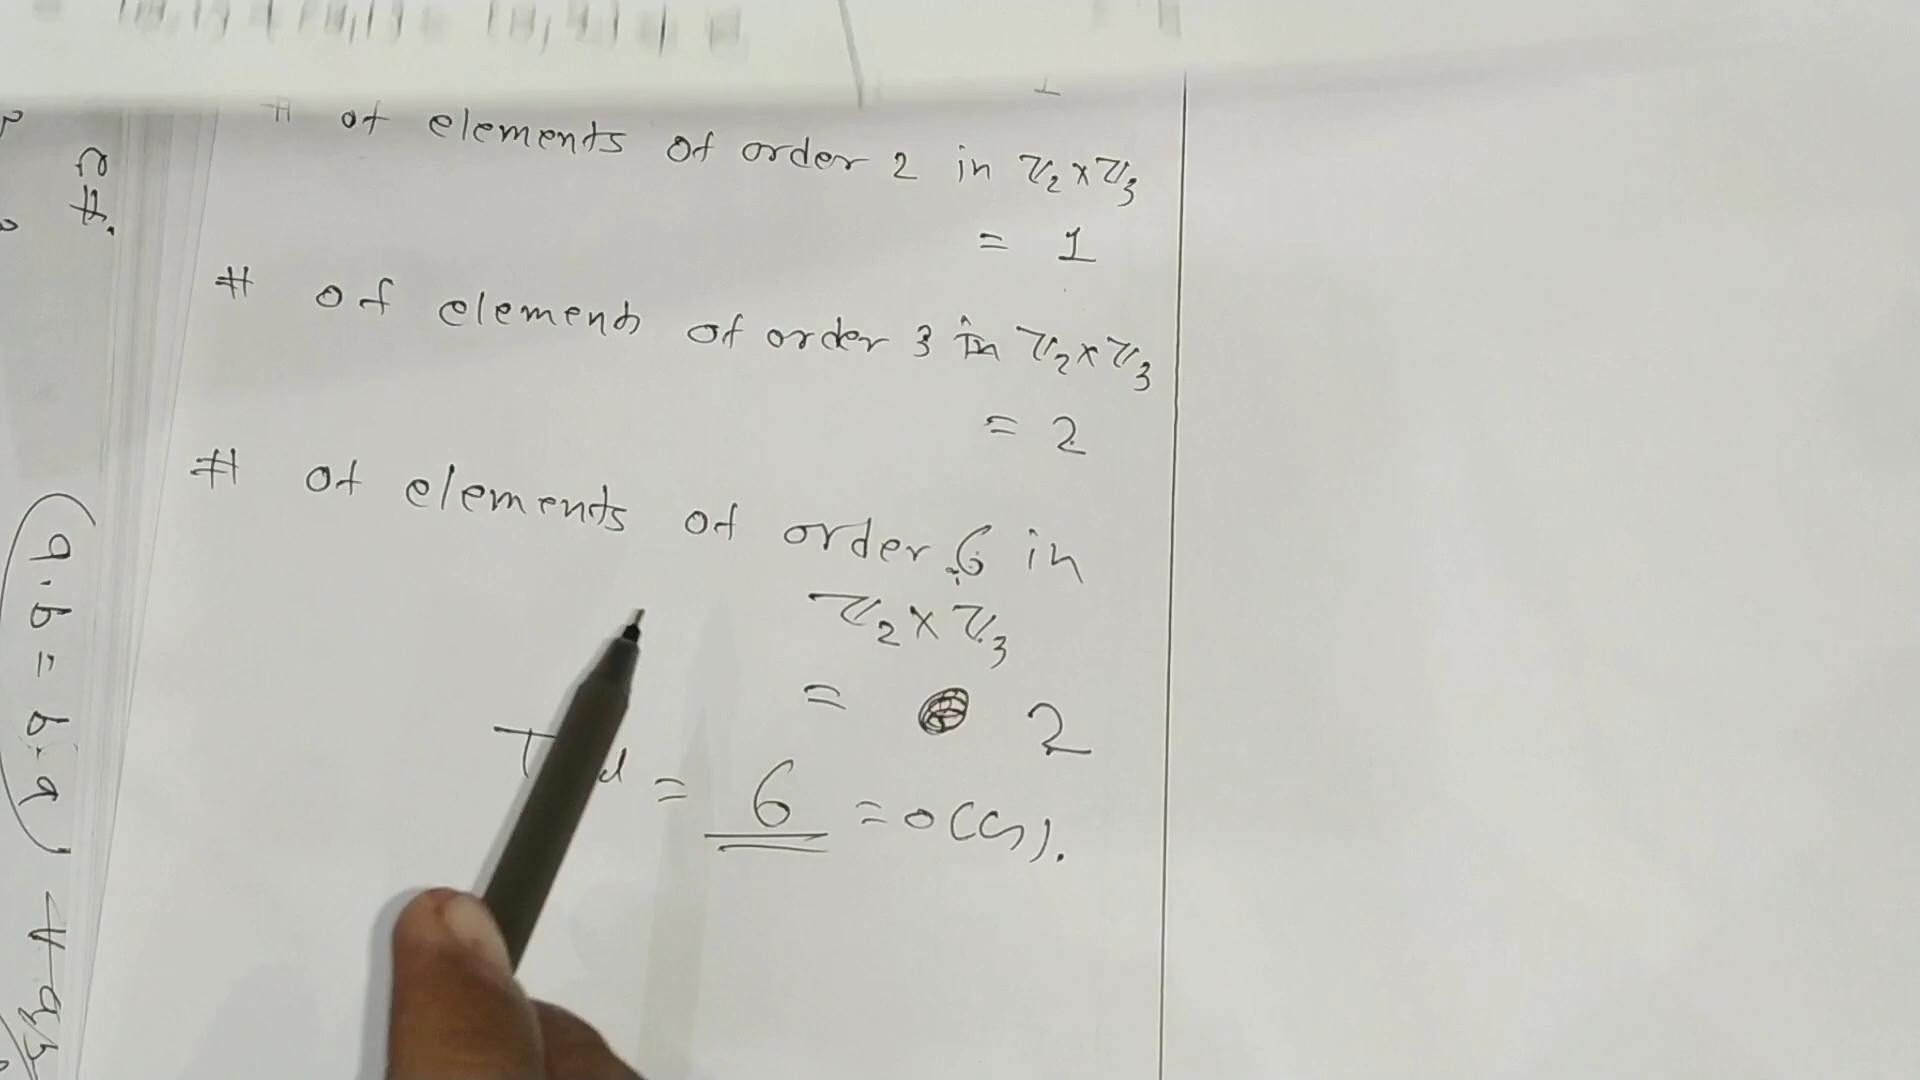 1
# of elements of order 2 in ℤ₂×ℤ₃
= 1
# of elements of order 3 in ℤ₂×ℤ₃
= 2
# of elements of order 6 in
ℤ₂×ℤ₃
= 2
= 6 = o(G).
a.b = b.a